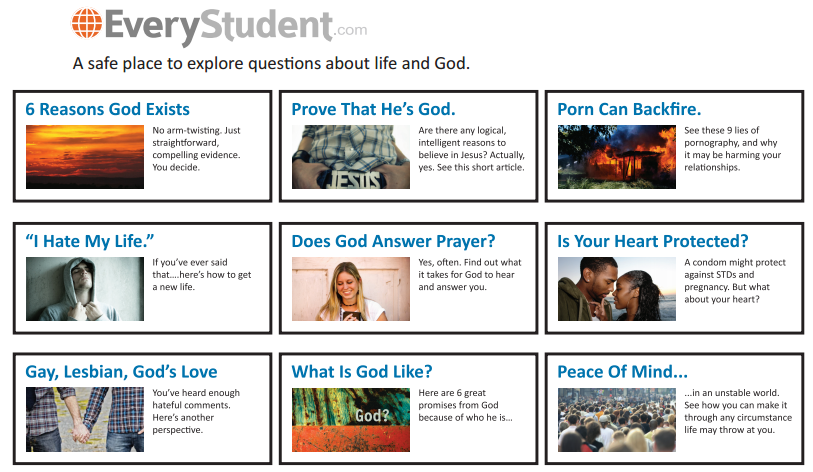 EveryStudent.com
A safe place to explore questions about life and God.
6 Reasons God Exists
No arm-twisting. Just
straightforward,
compelling evidence.
You decide.
Prove That He's God.
JESUS
Are there any logical,
intelligent reasons to
believe in Jesus? Actually,
yes. See this short article.
Porn Can Backfire.
See these 9 lies of
pornography, and why
it may be harming your
relationships.
“I Hate My Life.”
If you've ever said
that....here's how to get
a new life.
Does God Answer Prayer?
Yes, often. Find out what
it takes for God to hear
and answer you.
Is Your Heart Protected?
A condom might protect
against STDs and
pregnancy. But what
about your heart?
Gay, Lesbian, God's Love
You've heard enough
hateful comments.
Here's another
perspective.
What Is God Like?
God?
Here are 6 great
promises from God
because of who he is...
Peace Of Mind...
...in an unstable world.
See how you can make it
through any circumstance
life may throw at you.